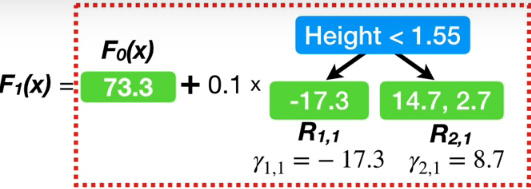 Height < 1.55
F₀(x)
F₁(x) = 73.3 + 0.1 × -17.3 14.7, 2.7
R₁,₁ R₂,₁
γ₁,₁ = − 17.3 γ₂,₁ = 8.7